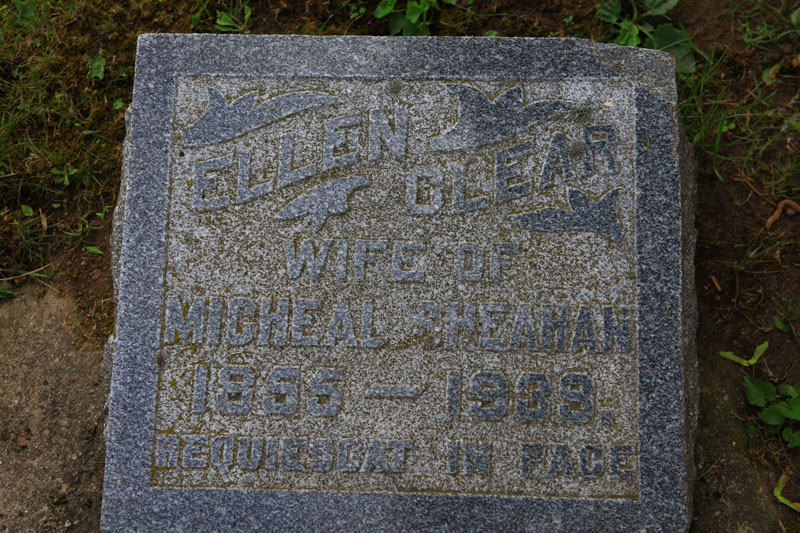 ELLEN CLEAR
WIFE OF
MICHEAL SHEAHAN
1855 — 1939.
REQUIESCAT IN PACE